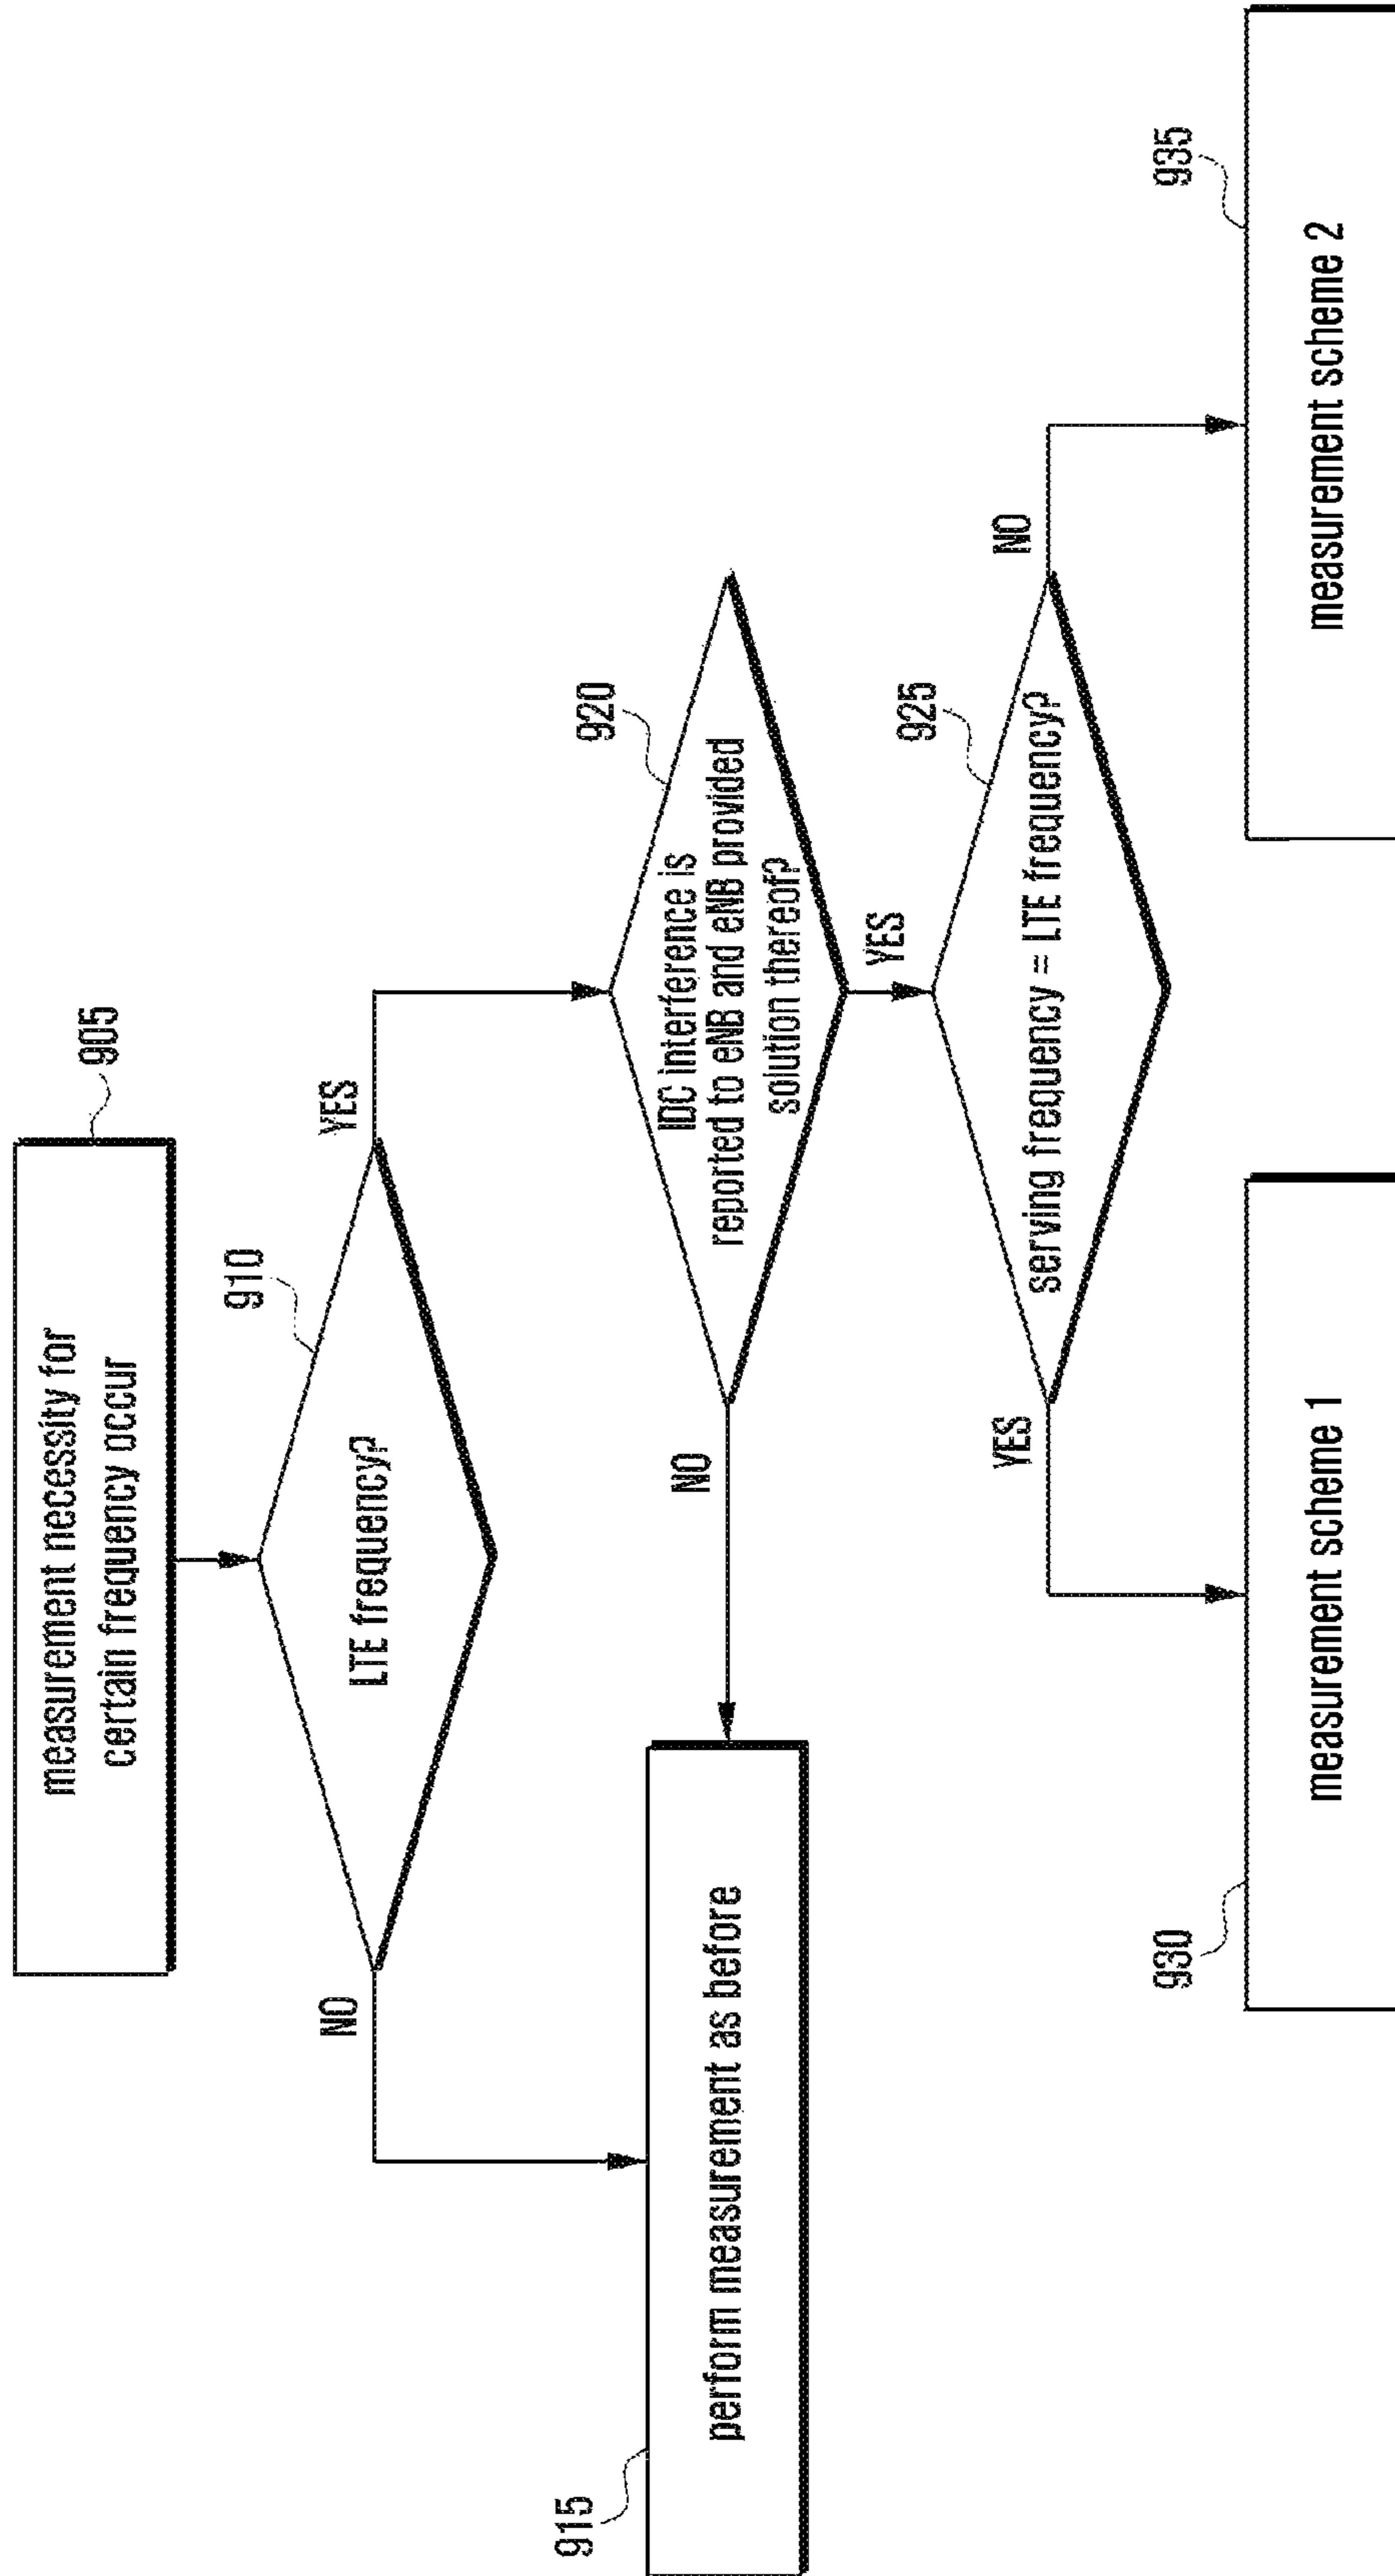 905
measurement necessity for
certain frequency occur
910
LTE frequency?
NO
YES
915
perform measurement as before
920
IDC interference is
reported to eNB and eNB provided
solution thereof?
NO
YES
925
serving frequency = LTE frequency?
YES
NO
930
measurement scheme 1
935
measurement scheme 2